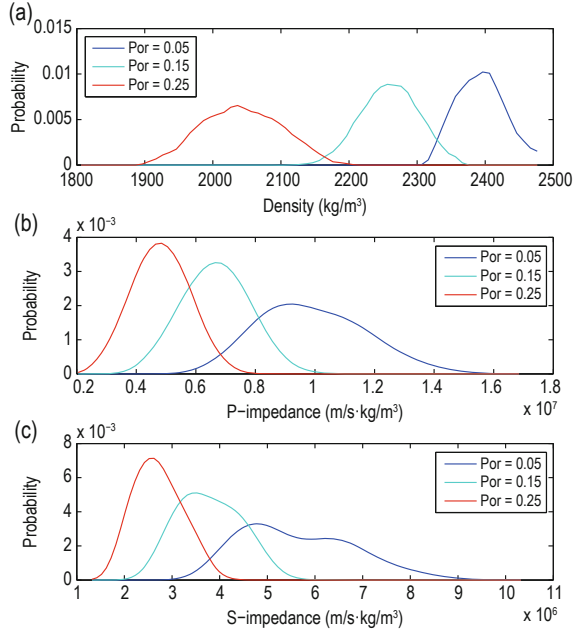 (a)
0.015
0.01
0.005
0
Probability
Por = 0.05
Por = 0.15
Por = 0.25
1800 1900 2000 2100 2200 2300 2400 2500
Density (kg/m³)
(b)
x 10⁻³
4
3
2
1
0
Probability
Por = 0.05
Por = 0.15
Por = 0.25
0.2 0.4 0.6 0.8 1 1.2 1.4 1.6 1.8
P−impedance (m/s·kg/m³)
x 10⁷
(c)
x 10⁻³
8
6
4
2
0
Probability
Por = 0.05
Por = 0.15
Por = 0.25
1 2 3 4 5 6 7 8 9 10 11
S−impedance (m/s·kg/m³)
x 10⁶